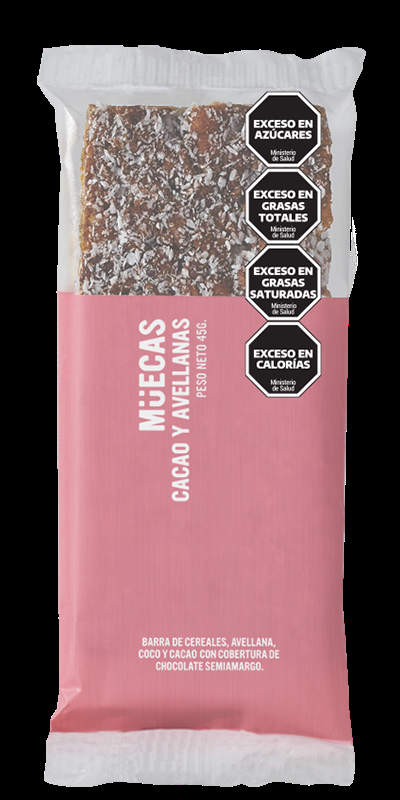 EXCESO EN
AZÚCARES
Ministerio
de Salud
EXCESO EN
GRASAS
TOTALES
Ministerio
de Salud
EXCESO EN
GRASAS
SATURADAS
Ministerio
de Salud
EXCESO EN
CALORÍAS
Ministerio
de Salud
MÜECAS
CACAO Y AVELLANAS
PESO NETO 45G.
BARRA DE CEREALES, AVELLANA,
COCO Y CACAO CON COBERTURA DE
CHOCOLATE SEMIAMARGO.